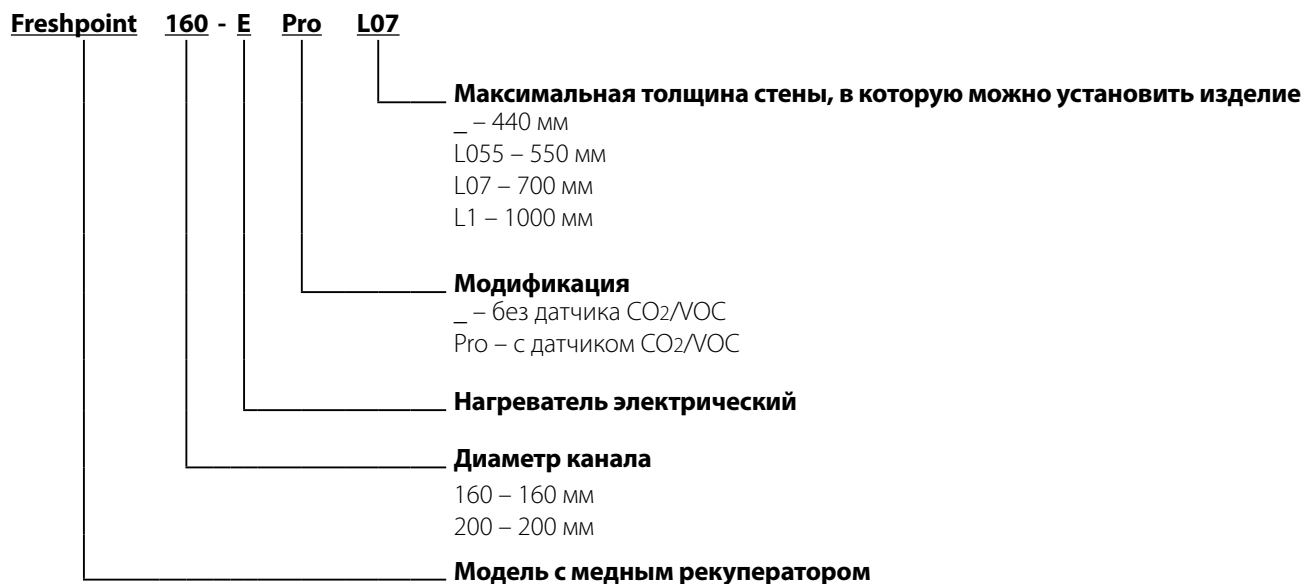 Freshpoint 160 - E Pro L07
Максимальная толщина стены, в которую можно установить изделие
_ – 440 мм
L055 – 550 мм
L07 – 700 мм
L1 – 1000 мм
Модификация
_ – без датчика CO2/VOC
Pro – с датчиком CO2/VOC
Нагреватель электрический
Диаметр канала
160 – 160 мм
200 – 200 мм
Модель с медным рекуператором